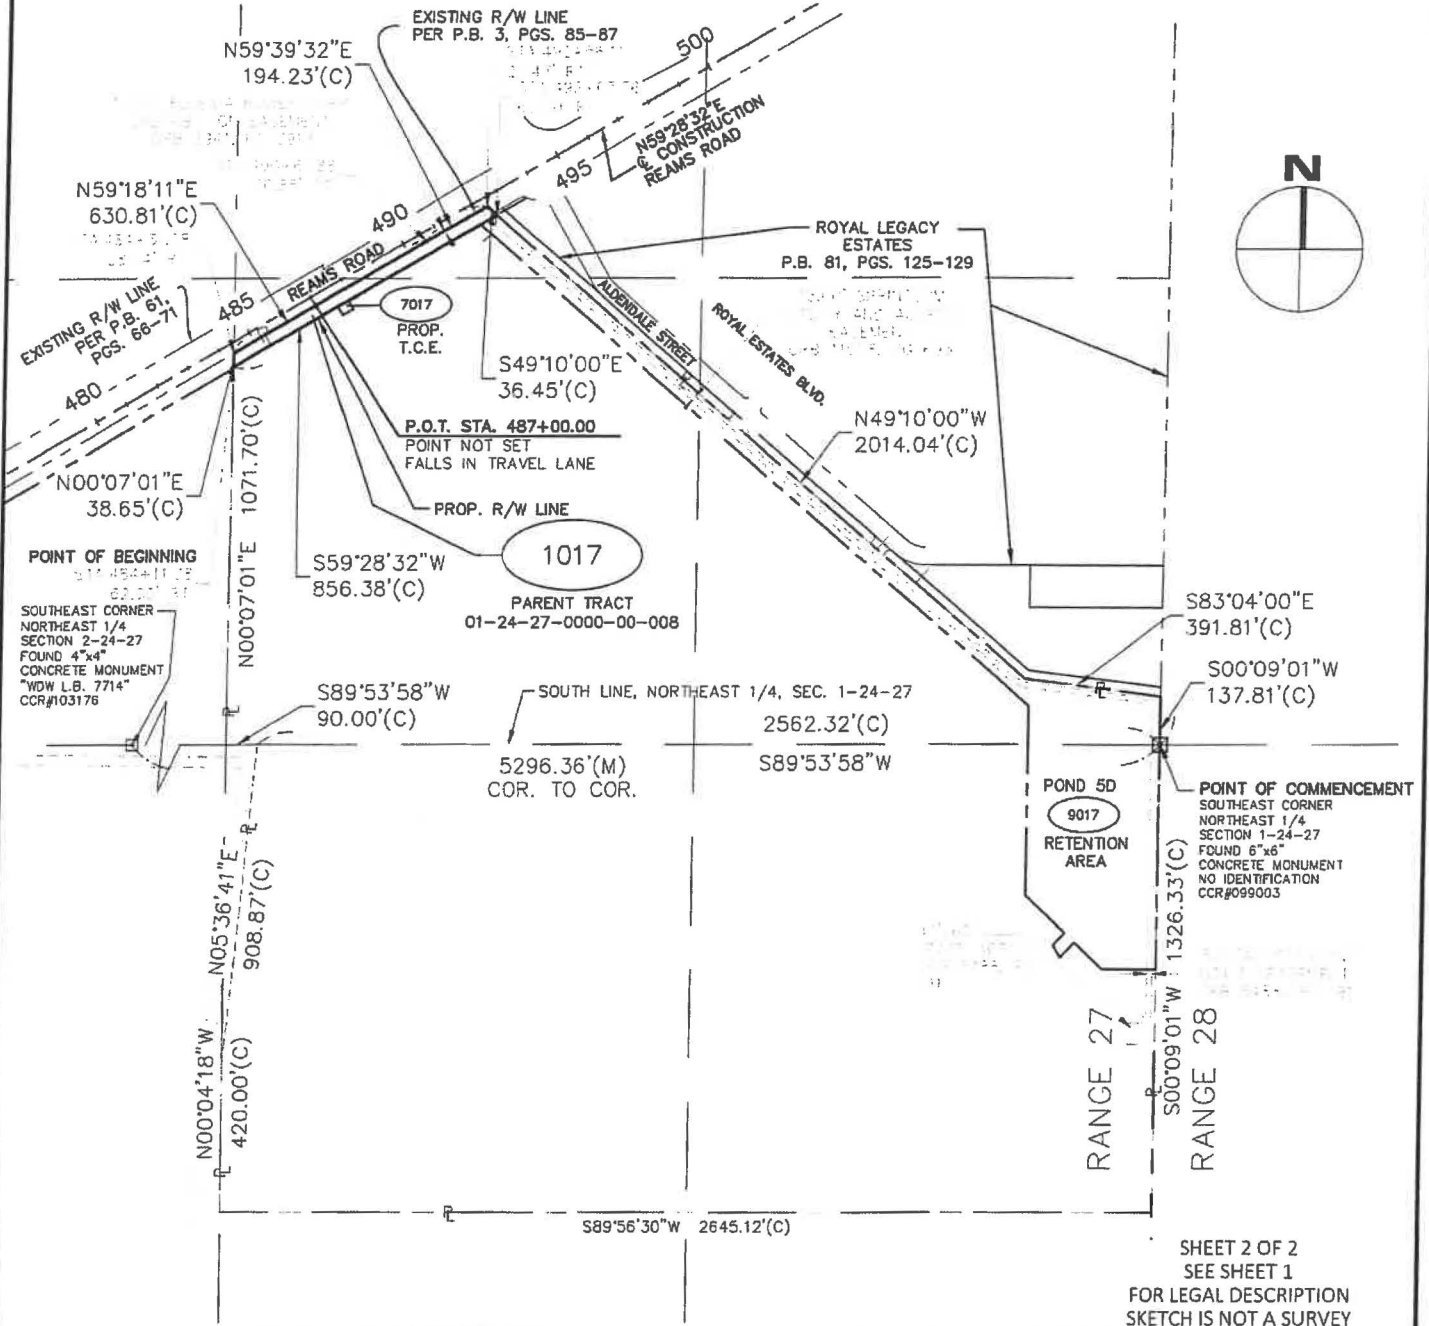 EXISTING R/W LINE
PER P.B. 3, PGS. 85-87
N59°39'32"E
194.23'(C)
500
N59°28'32"E
℄ CONSTRUCTION
REAMS ROAD
495
N
N59°18'11"E
630.81'(C)
490
REAMS ROAD
485
EXISTING R/W LINE
PER P.B. 61,
PGS. 66-71
480
7017
PROP.
T.C.E.
ROYAL LEGACY
ESTATES
P.B. 81, PGS. 125-129
ALDENDALE STREET
ROYAL ESTATES BLVD.
S49°10'00"E
36.45'(C)
N49°10'00"W
2014.04'(C)
P.O.T. STA. 487+00.00
POINT NOT SET
FALLS IN TRAVEL LANE
N00°07'01"E
38.65'(C)
N00°07'01"E 1071.70'(C)
PROP. R/W LINE
1017
PARENT TRACT
01-24-27-0000-00-008
S59°28'32"W
856.38'(C)
POINT OF BEGINNING
SOUTHEAST CORNER
NORTHEAST 1/4
SECTION 2-24-27
FOUND 4"x4"
CONCRETE MONUMENT
"WDW L.B. 7714"
CCR#103176
S83°04'00"E
391.81'(C)
S00°09'01"W
137.81'(C)
S89°53'58"W
90.00'(C)
SOUTH LINE, NORTHEAST 1/4, SEC. 1-24-27
2562.32'(C)
S89°53'58"W
5296.36'(M)
COR. TO COR.
POND 5D
9017
RETENTION
AREA
POINT OF COMMENCEMENT
SOUTHEAST CORNER
NORTHEAST 1/4
SECTION 1-24-27
FOUND 6"x6"
CONCRETE MONUMENT
NO IDENTIFICATION
CCR#099003
N05°36'41"E
908.87'(C)
N00°04'18"W
420.00'(C)
S00°09'01"W 1326.33'(C)
RANGE 27
RANGE 28
S89°56'30"W 2645.12'(C)
SHEET 2 OF 2
SEE SHEET 1
FOR LEGAL DESCRIPTION
SKETCH IS NOT A SURVEY